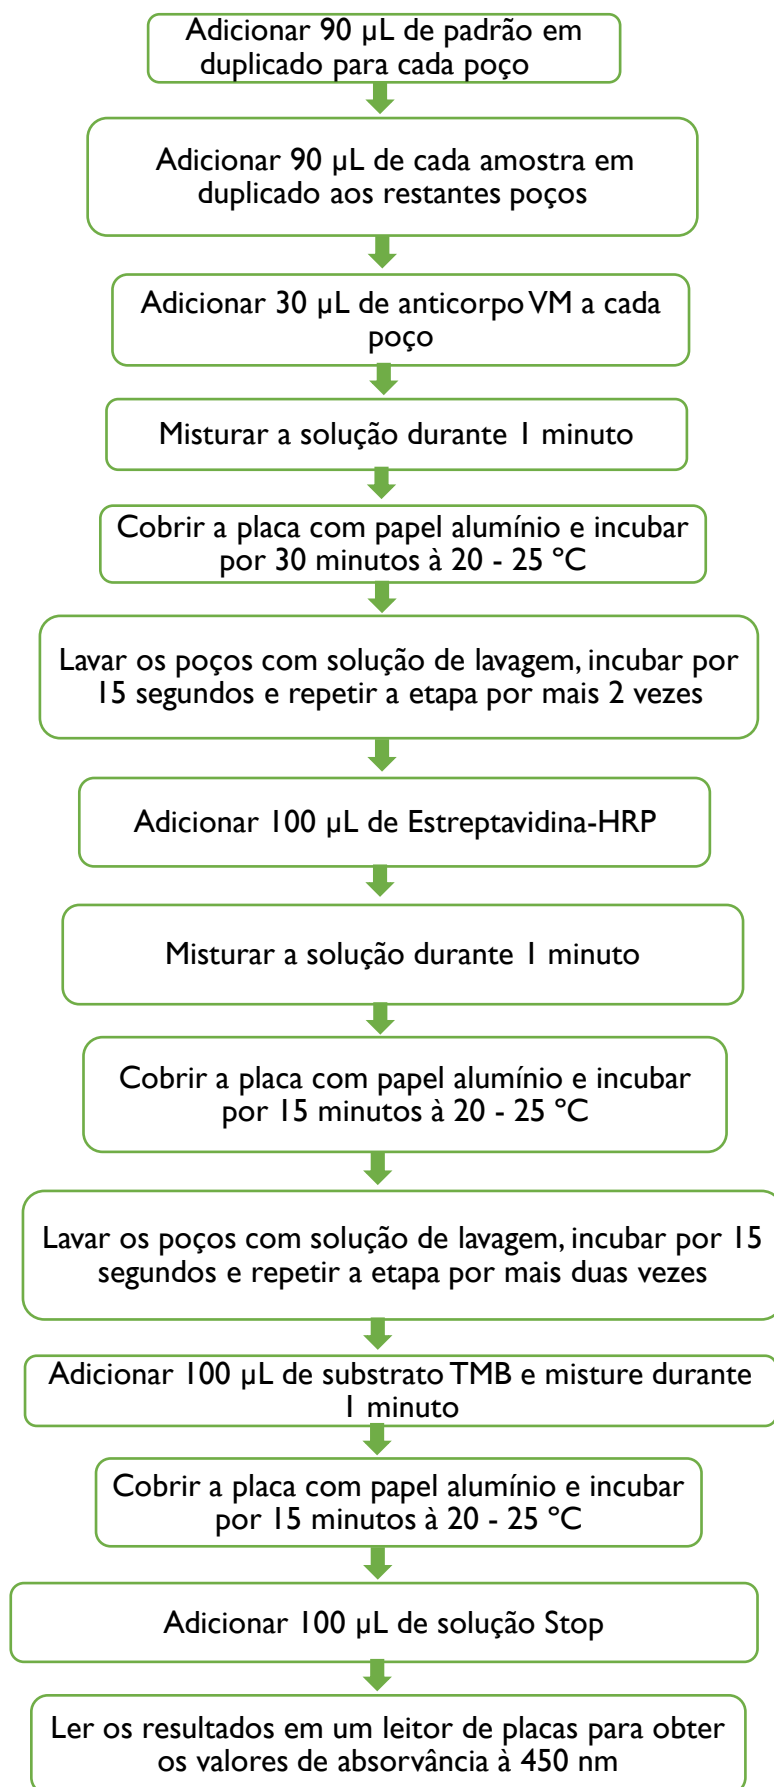 Adicionar 90 µL de padrão em
duplicado para cada poço
Adicionar 90 µL de cada amostra em
duplicado aos restantes poços
Adicionar 30 µL de anticorpo VM a cada
poço
Misturar a solução durante 1 minuto
Cobrir a placa com papel alumínio e incubar
por 30 minutos à 20 - 25 ºC
Lavar os poços com solução de lavagem, incubar por
15 segundos e repetir a etapa por mais 2 vezes
Adicionar 100 µL de Estreptavidina-HRP
Misturar a solução durante 1 minuto
Cobrir a placa com papel alumínio e incubar
por 15 minutos à 20 - 25 ºC
Lavar os poços com solução de lavagem, incubar por 15
segundos e repetir a etapa por mais duas vezes
Adicionar 100 µL de substrato TMB e misture durante
1 minuto
Cobrir a placa com papel alumínio e incubar
por 15 minutos à 20 - 25 ºC
Adicionar 100 µL de solução Stop
Ler os resultados em um leitor de placas para obter
os valores de absorvância à 450 nm